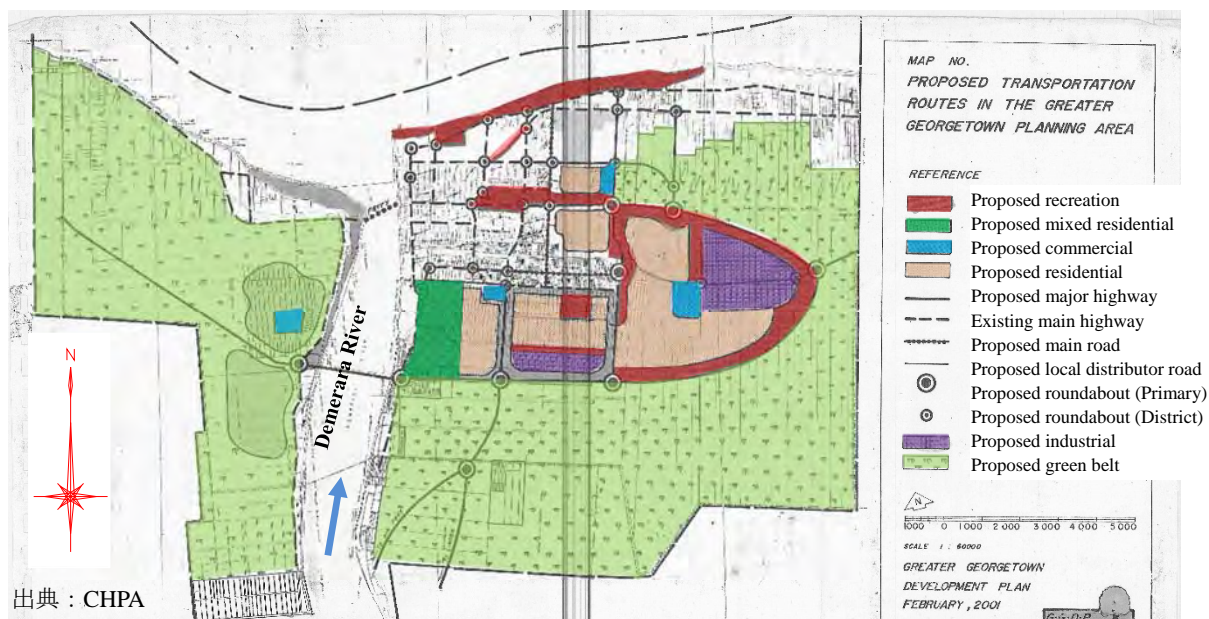 MAP NO.
PROPOSED TRANSPORTATION
ROUTES IN THE GREATER
GEORGETOWN PLANNING AREA
REFERENCE
Proposed recreation
Proposed mixed residential
Proposed commercial
Proposed residential
Proposed major highway
Existing main highway
Proposed main road
Proposed local distributor road
Proposed roundabout (Primary)
Proposed roundabout (District)
Proposed industrial
Proposed green belt
N
1000 0 1000 2000 3000 4000 5000
SCALE 1 : 60000
GREATER GEORGETOWN
DEVELOPMENT PLAN
FEBRUARY, 2001
Demerara River
N
出典：CHPA